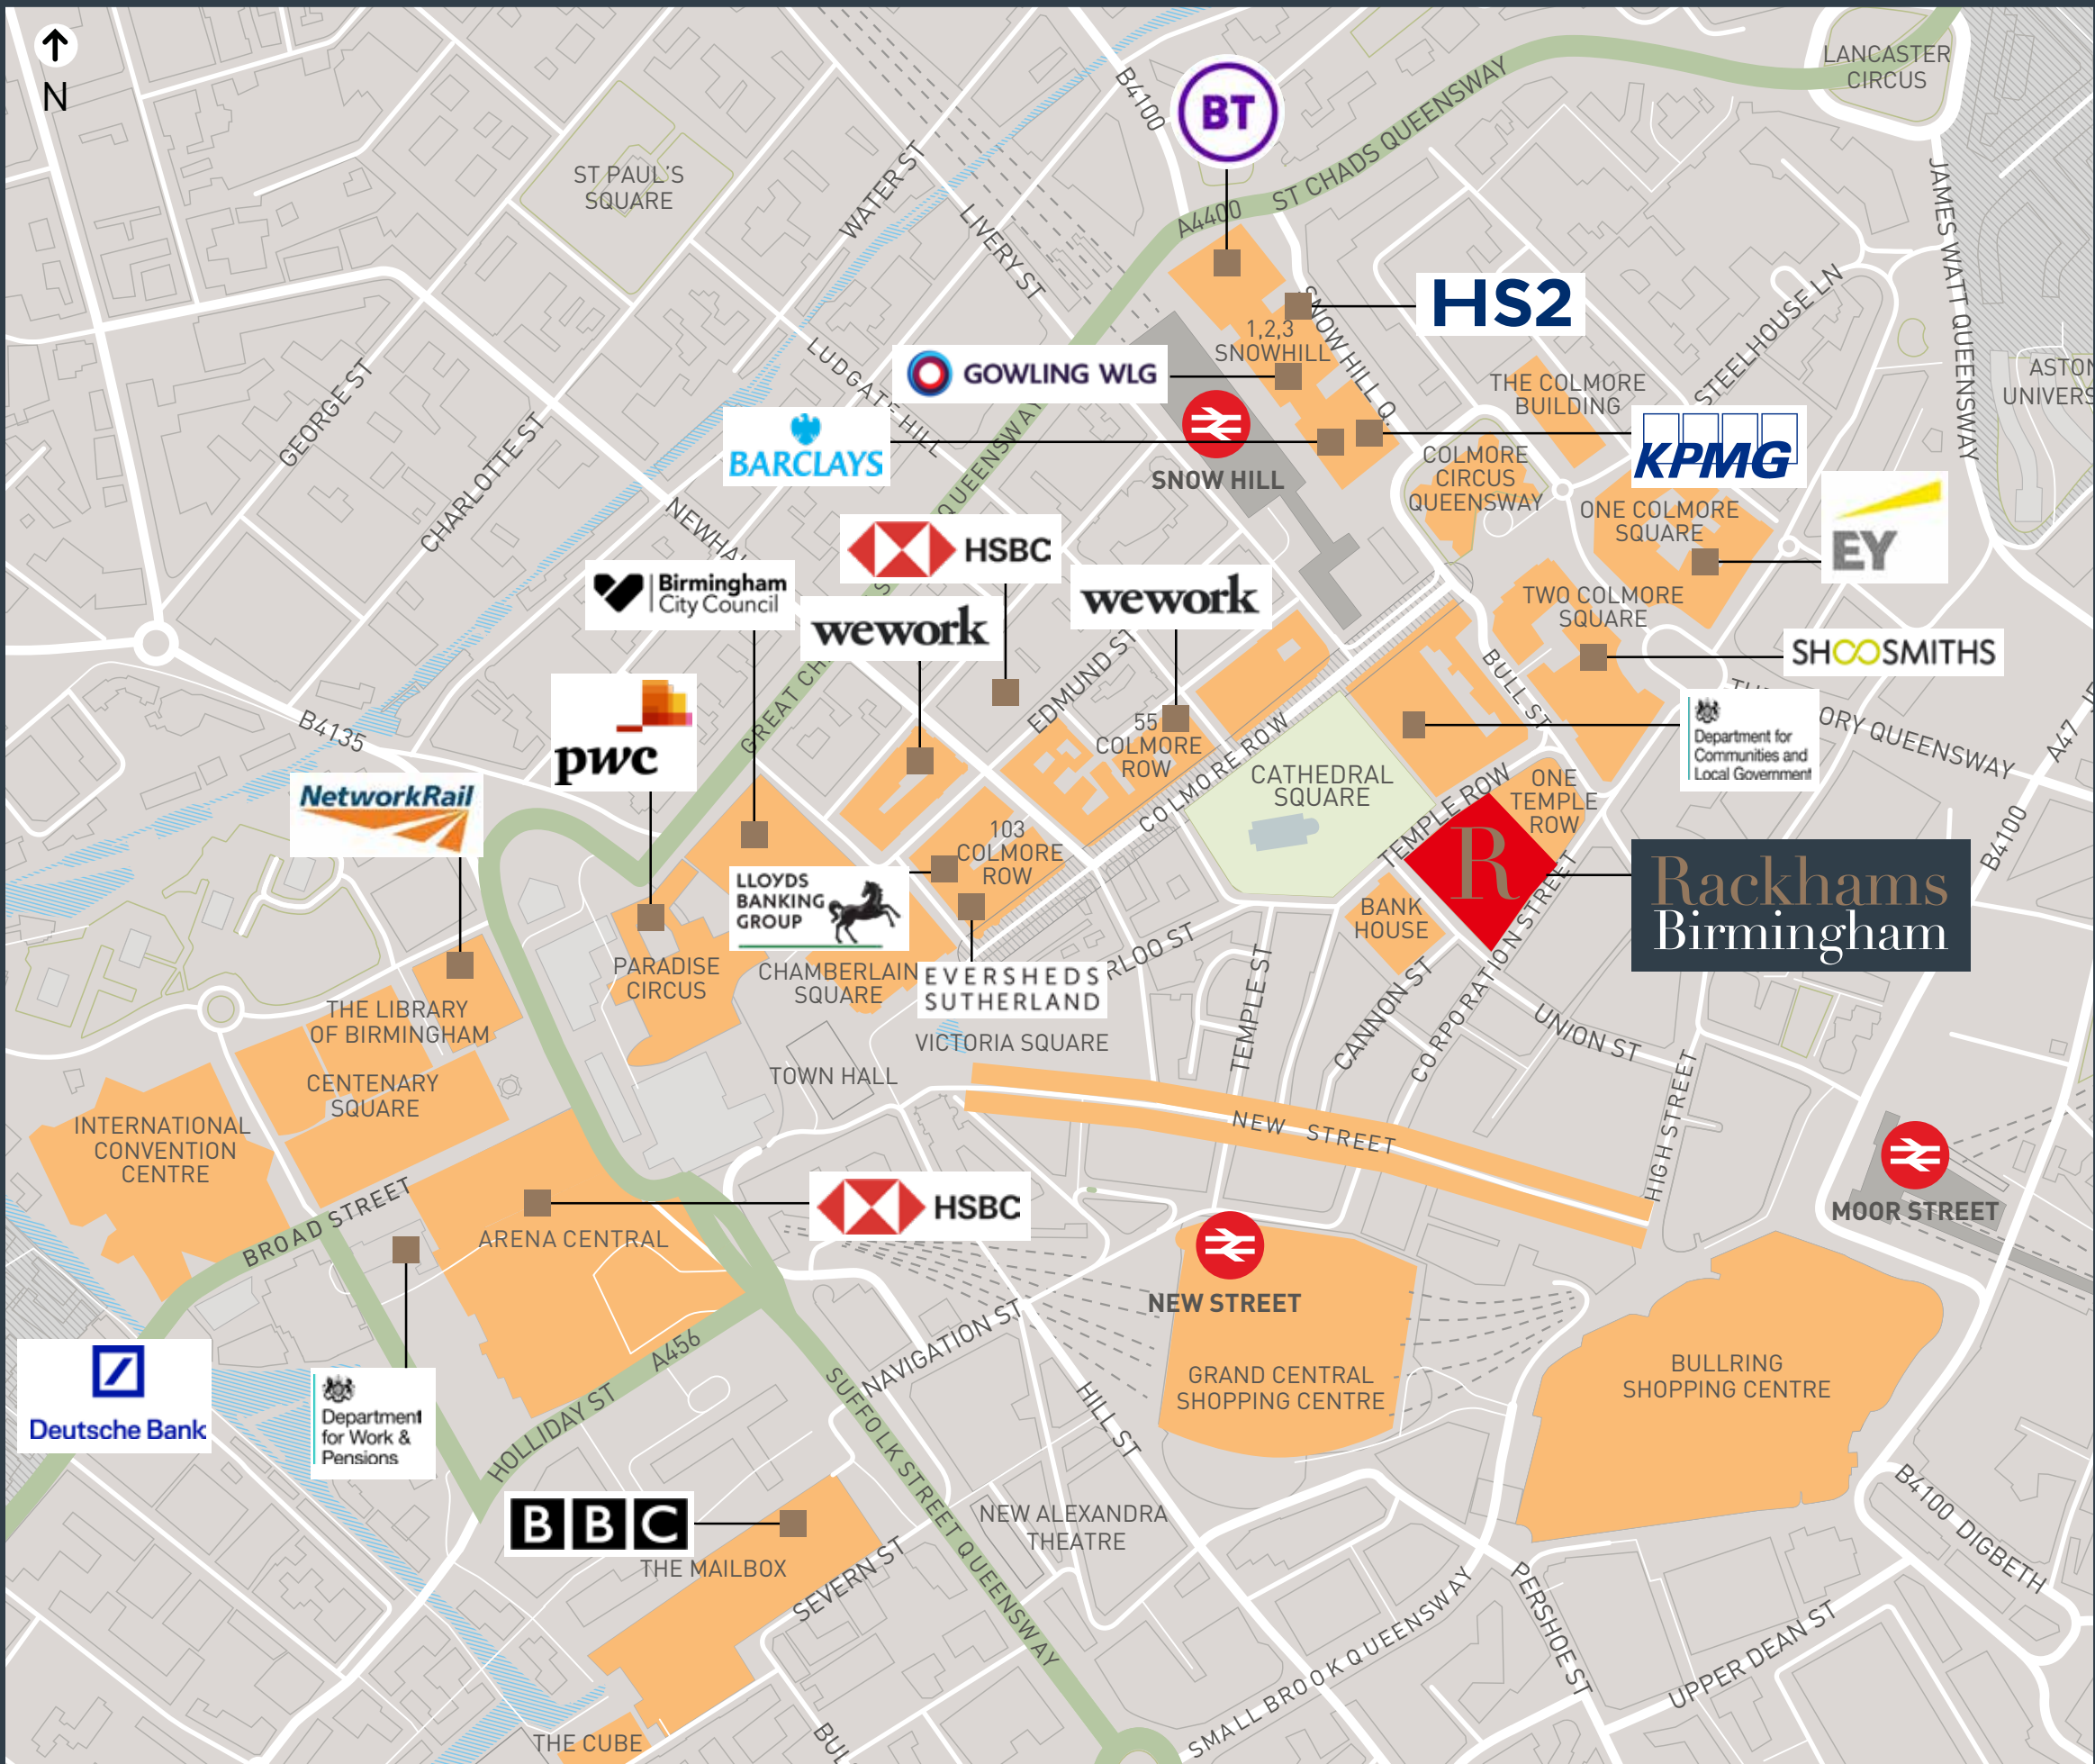 N
LANCASTER
CIRCUS
B4100
BT
ST CHADS QUEENSWAY
A4400
ST PAUL'S
SQUARE
WATER ST
LIVERY ST
JAMES WATT QUEENSWAY
HS2
SNOW HILL Q.
1,2,3
SNOWHILL
STEELHOUSE LN
GOWLING WLG
LUDGATE HILL
THE COLMORE
BUILDING
GEORGE ST
CHARLOTTE ST
BARCLAYS
QUEENSWAY
SNOW HILL
KPMG
COLMORE
CIRCUS
QUEENSWAY
ONE COLMORE
SQUARE
EY
HSBC
Birmingham
City Council
wework
wework
TWO COLMORE
SQUARE
SHOOSMITHS
EDMUND ST
BULL ST
ORY QUEENSWAY
A47
B4135
pwc
GREAT CH
55
COLMORE
ROW
COLMORE ROW
Department for
Communities and
Local Government
CATHEDRAL
SQUARE
TEMPLE ROW
ONE
TEMPLE
ROW
NetworkRail
103
COLMORE
ROW
B4100
LLOYDS
BANKING
GROUP
R
Rackhams
Birmingham
BANK
HOUSE
PARADISE
CIRCUS
CHAMBERLAIN
SQUARE
EVERSHEDS
SUTHERLAND
RLOO ST
TEMPLE ST
CANNON ST
CORPORATION STREET
UNION ST
THE LIBRARY
OF BIRMINGHAM
VICTORIA SQUARE
TOWN HALL
CENTENARY
SQUARE
INTERNATIONAL
CONVENTION
CENTRE
NEW STREET
HIGH STREET
MOOR STREET
BROAD STREET
ARENA CENTRAL
HSBC
NEW STREET
NAVIGATION ST
GRAND CENTRAL
SHOPPING CENTRE
BULLRING
SHOPPING CENTRE
A456
HOLLIDAY ST
Deutsche Bank
Department
for Work &
Pensions
SUFFOLK STREET QUEENSWAY
HILL ST
BBC
THE MAILBOX
SEVERN ST
NEW ALEXANDRA
THEATRE
B4100 DIGBETH
PERSHOE ST
UPPER DEAN ST
SMALL BROOK QUEENSWAY
THE CUBE